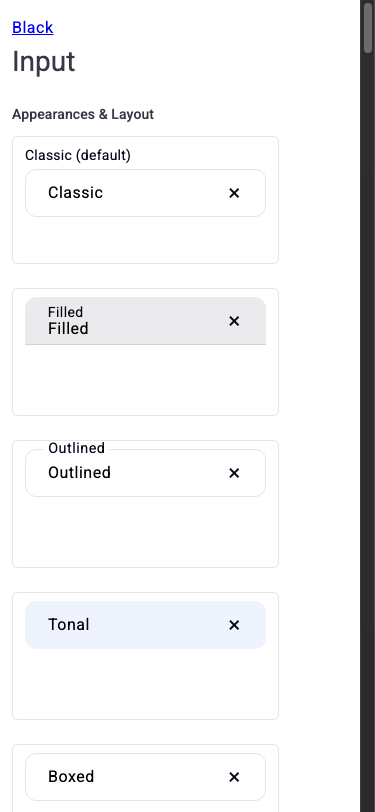 Black
Input
Appearances & Layout
Classic (default)
Classic
Filled
Filled
Outlined
Outlined
Tonal
Boxed